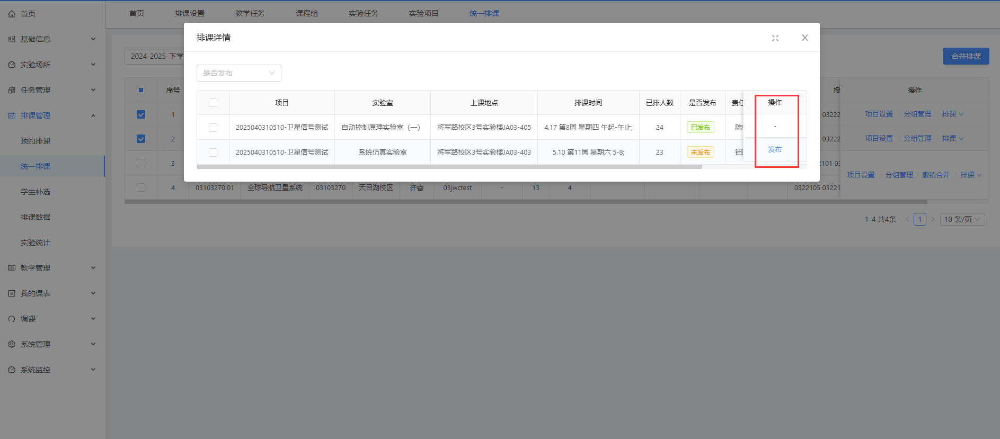 首页
基础信息
实验场所
任务管理
排课管理
预约排课
统一排课
学生补选
排课数据
实验统计
教学管理
我的课表
调课
系统管理
系统监控
首页 排课设置 教学任务 课程组 实验任务 实验项目 统一排课
2024-2025-下学
合并排课
排课详情
是否发布
项目 实验室 上课地点 排课时间 已排人数 是否发布 责任 操作
2025040310510-卫星信号测试 自动控制原理实验室（一） 将军路校区3号实验楼JA03-405 4.17 第8周 星期四 午起-午止; 24 已发布 陈 -
2025040310510-卫星信号测试 系统仿真实验室 将军路校区3号实验楼JA03-403 5.10 第11周 星期六 5-8; 23 未发布 钮 发布
序号 授 操作
1 03222 项目设置 分组管理 排课
2 03222 项目设置 分组管理 排课
3 2101 03
项目设置 分组管理 撤销合并 排课
4 03103270.01 全球导航卫星系统 03103270 天目湖校区 许睿 03jwctest - 13 4 0322105 03221
1-4 共4条 1 10 条/页